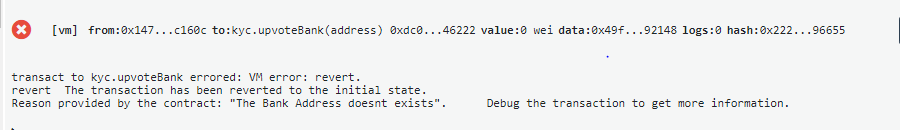 [vm] from:0x147...c160c to:kyc.upvoteBank(address) 0xdc0...46222 value:0 wei data:0x49f...92148 logs:0 hash:0x222...96655
transact to kyc.upvoteBank errored: VM error: revert.
revert The transaction has been reverted to the initial state.
Reason provided by the contract: "The Bank Address doesnt exists". Debug the transaction to get more information.